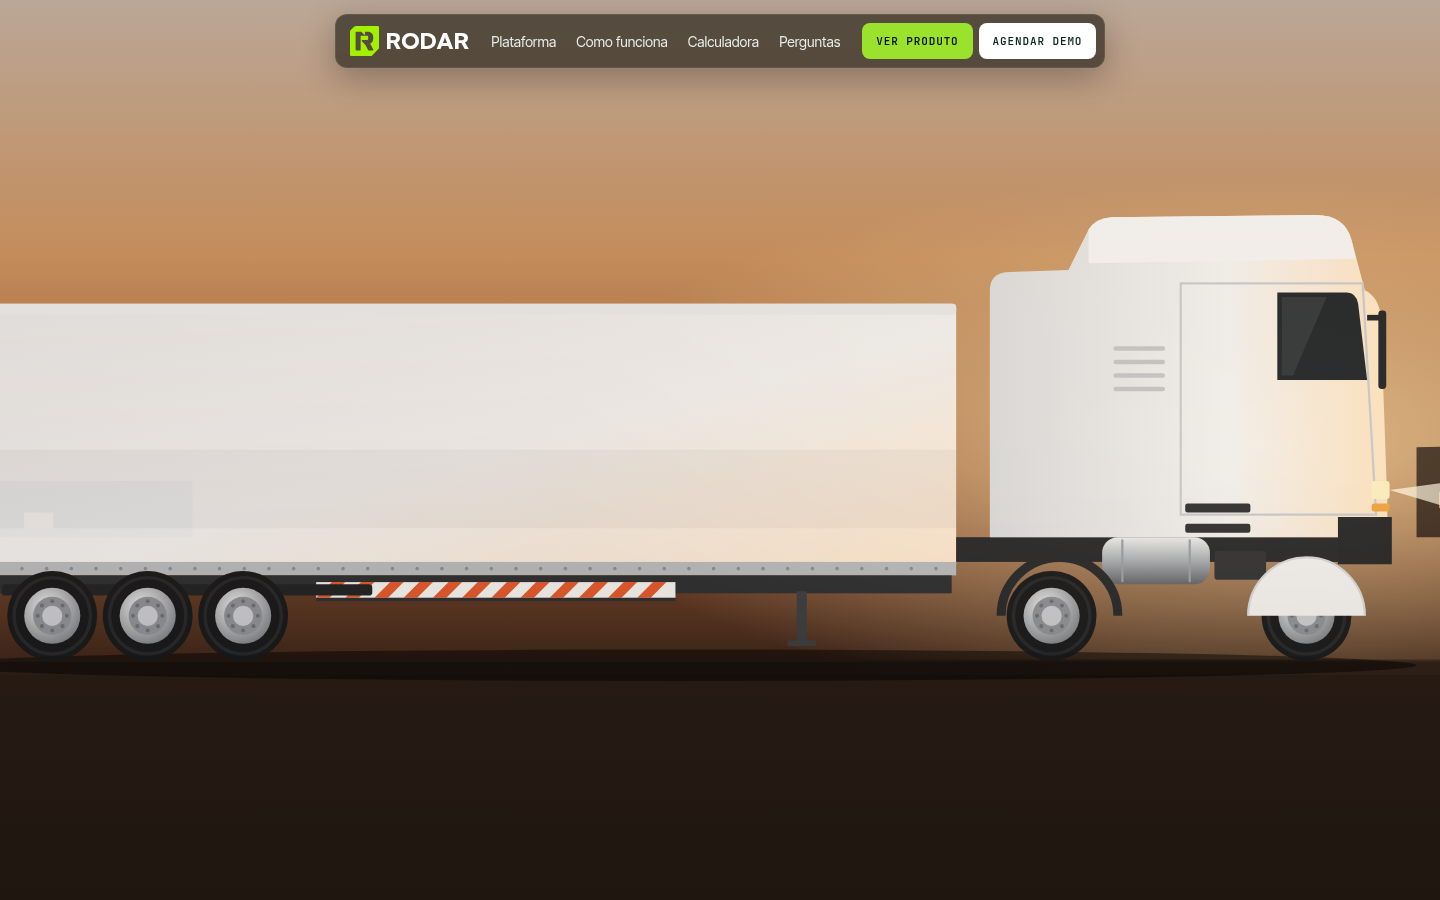 RODAR
Plataforma
Como funciona
Calculadora
Perguntas
VER PRODUTO
AGENDAR DEMO